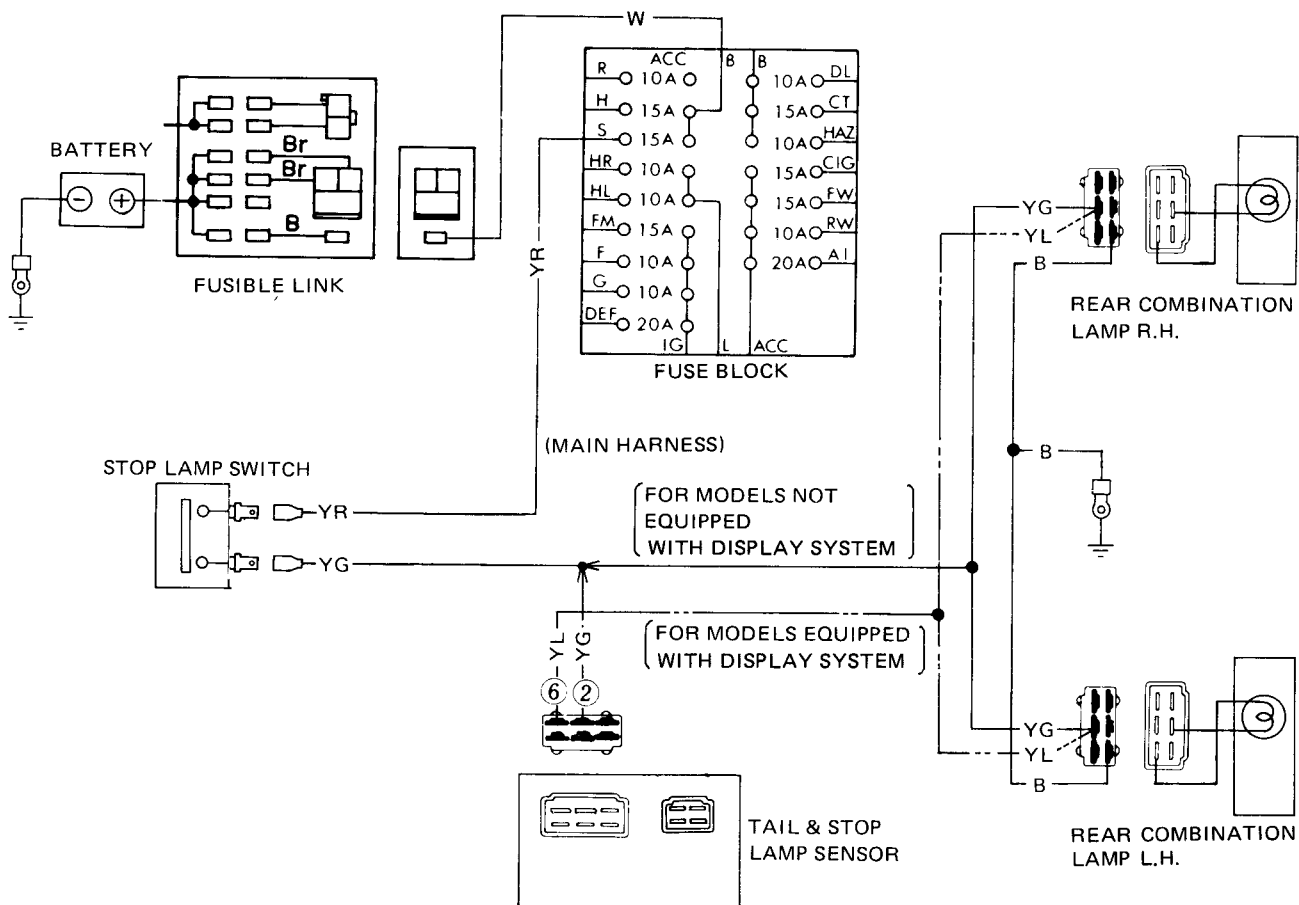 W
BATTERY
Br
Br
B
FUSIBLE LINK
ACC B B
R 10A 10A DL
H 15A 15A CT
S 15A 10A HAZ
HR 10A 15A CIG
HL 10A 15A FW
FM 15A 10A RW
F 10A 20A AI
G 10A
DEF 20A
IG L ACC
FUSE BLOCK
YR
(MAIN HARNESS)
STOP LAMP SWITCH
YR
YG
FOR MODELS NOT
EQUIPPED
WITH DISPLAY SYSTEM
FOR MODELS EQUIPPED
WITH DISPLAY SYSTEM
YL
YG
6
2
TAIL & STOP
LAMP SENSOR
YG
YL
B
REAR COMBINATION
LAMP R.H.
B
YG
YL
B
REAR COMBINATION
LAMP L.H.